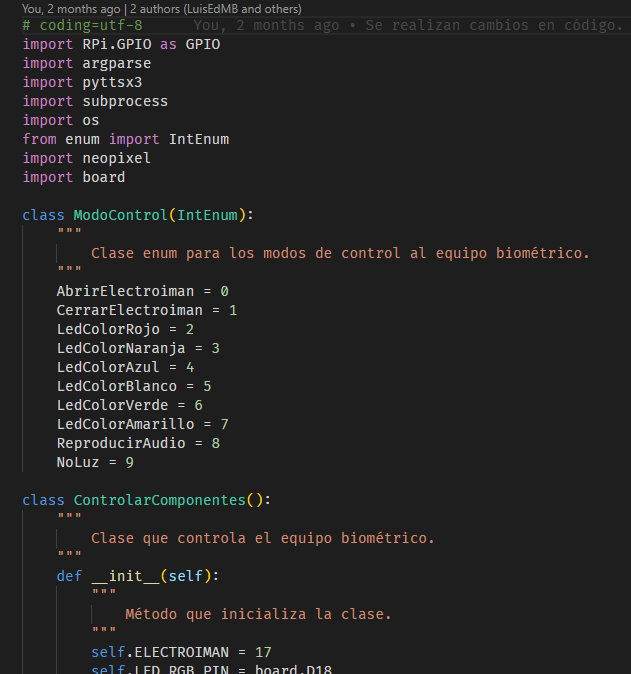 You, 2 months ago | 2 authors (LuisEdMB and others)
# coding=utf-8 You, 2 months ago • Se realizan cambios en código.
import RPi.GPIO as GPIO
import argparse
import pyttsx3
import subprocess
import os
from enum import IntEnum
import neopixel
import board
class ModoControl(IntEnum):
"""
Clase enum para los modos de control al equipo biométrico.
"""
AbrirElectroiman = 0
CerrarElectroiman = 1
LedColorRojo = 2
LedColorNaranja = 3
LedColorAzul = 4
LedColorBlanco = 5
LedColorVerde = 6
LedColorAmarillo = 7
ReproducirAudio = 8
NoLuz = 9
class ControlarComponentes():
"""
Clase que controla el equipo biométrico.
"""
def __init__(self):
"""
Método que inicializa la clase.
"""
self.ELECTROIMAN = 17
self.LED_RGB_PIN = board.D18